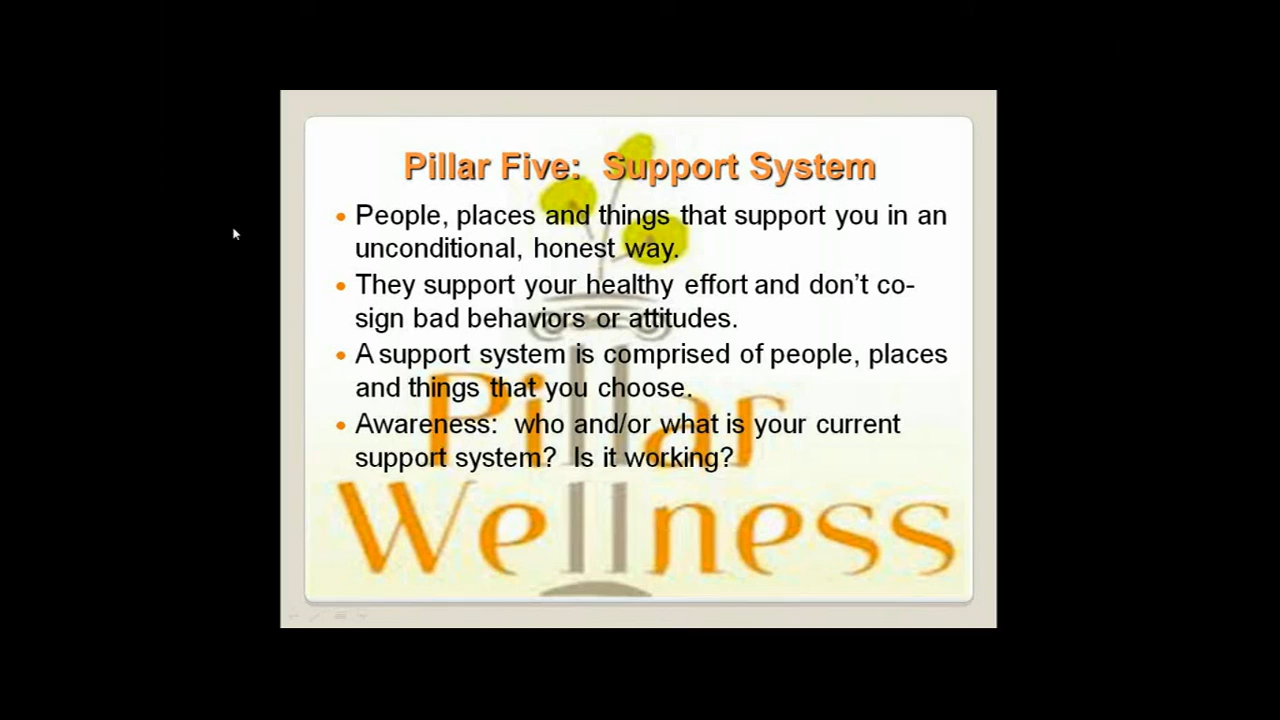 Pillar Five: Support System
• People, places and things that support you in an
unconditional, honest way.
• They support your healthy effort and don't co-
sign bad behaviors or attitudes.
• A support system is comprised of people, places
and things that you choose.
• Awareness: who and/or what is your current
support system? Is it working?
Pillar
Wellness